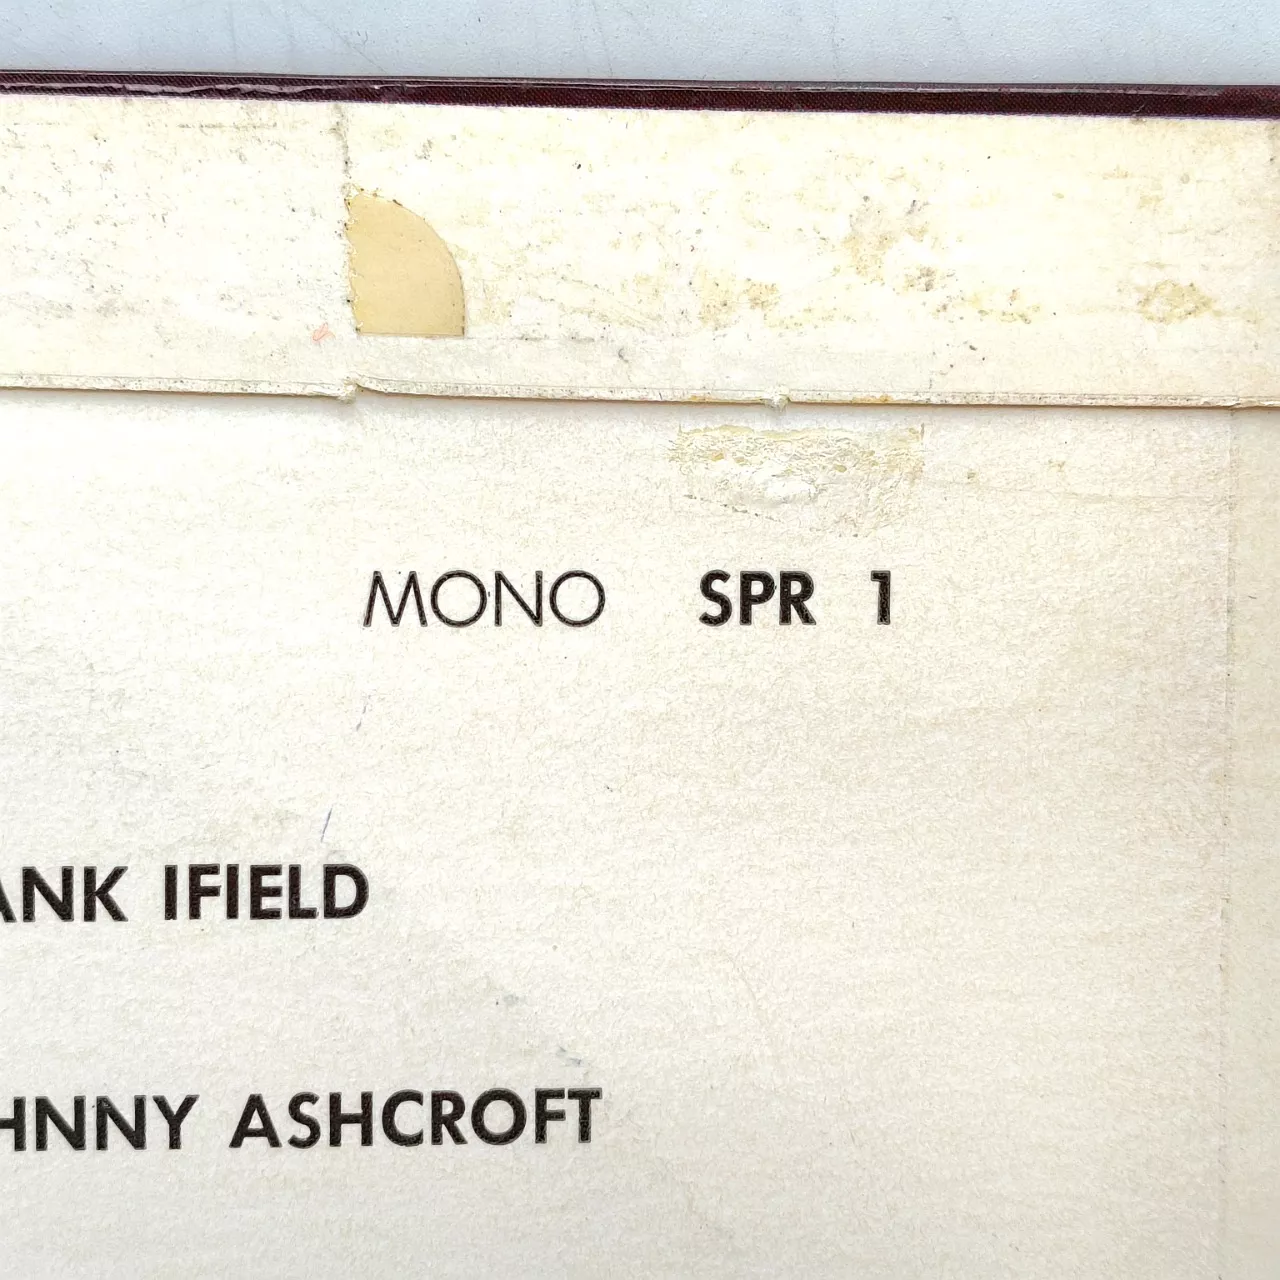 MONO SPR 1
ANK IFIELD
HNNY ASHCROFT